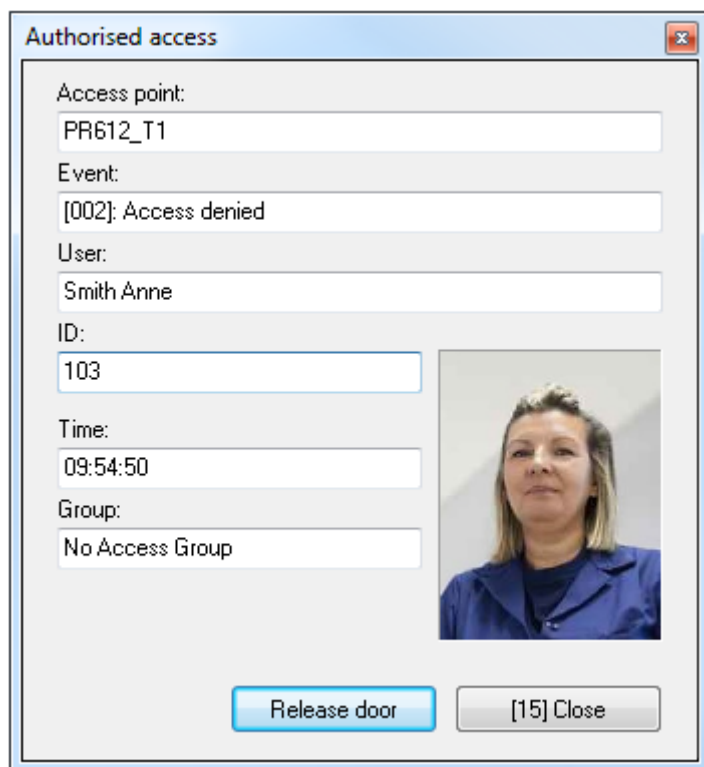 Authorised access
Access point:
PR612_T1
Event:
[002]: Access denied
User:
Smith Anne
ID:
103
Time:
09:54:50
Group:
No Access Group
Release door
[15] Close